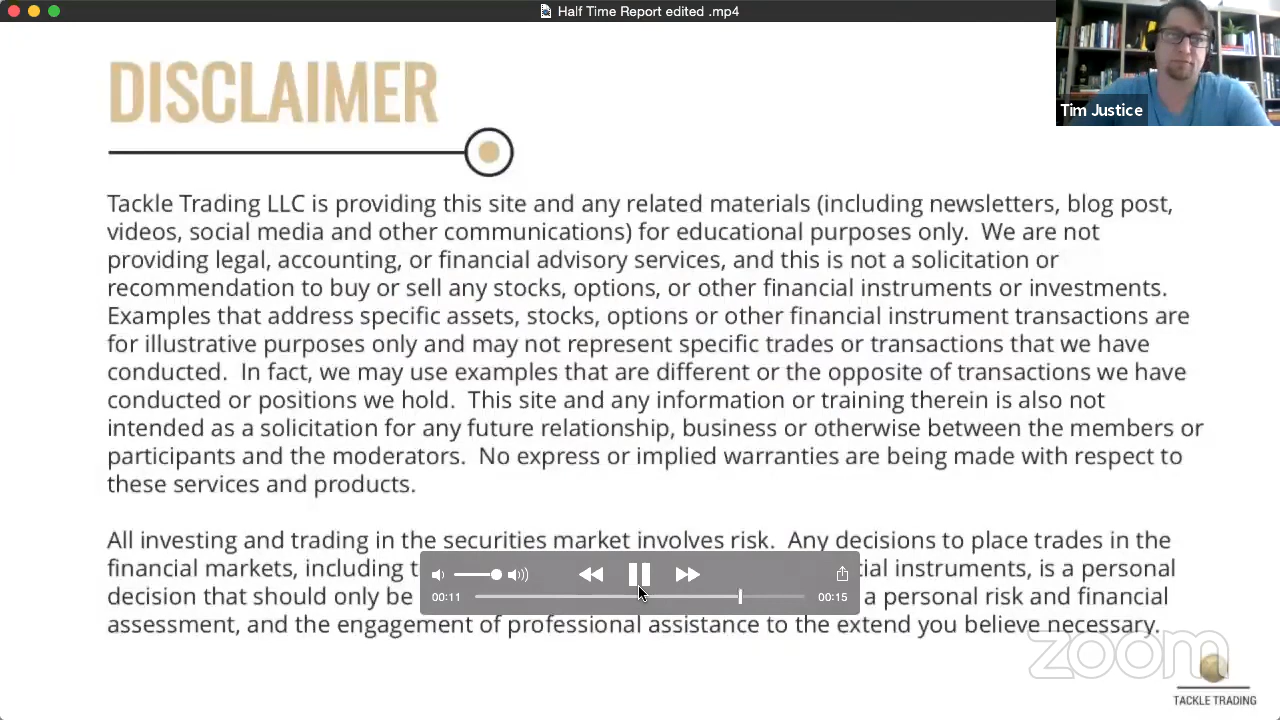 Half Time Report edited .mp4
DISCLAIMER
Tim Justice
Tackle Trading LLC is providing this site and any related materials (including newsletters, blog post,
videos, social media and other communications) for educational purposes only.  We are not
providing legal, accounting, or financial advisory services, and this is not a solicitation or
recommendation to buy or sell any stocks, options, or other financial instruments or investments.
Examples that address specific assets, stocks, options or other financial instrument transactions are
for illustrative purposes only and may not represent specific trades or transactions that we have
conducted.  In fact, we may use examples that are different or the opposite of transactions we have
conducted or positions we hold.  This site and any information or training therein is also not
intended as a solicitation for any future relationship, business or otherwise between the members or
participants and the moderators.  No express or implied warranties are being made with respect to
these services and products.
All investing and trading in the securities market involves risk.  Any decisions to place trades in the
financial markets, including instruments, is a personal
decision that should only be a personal risk and financial
assessment, and the engagement of professional assistance to the extend you believe necessary.
00:11
00:15
zoom
TACKLE TRADING